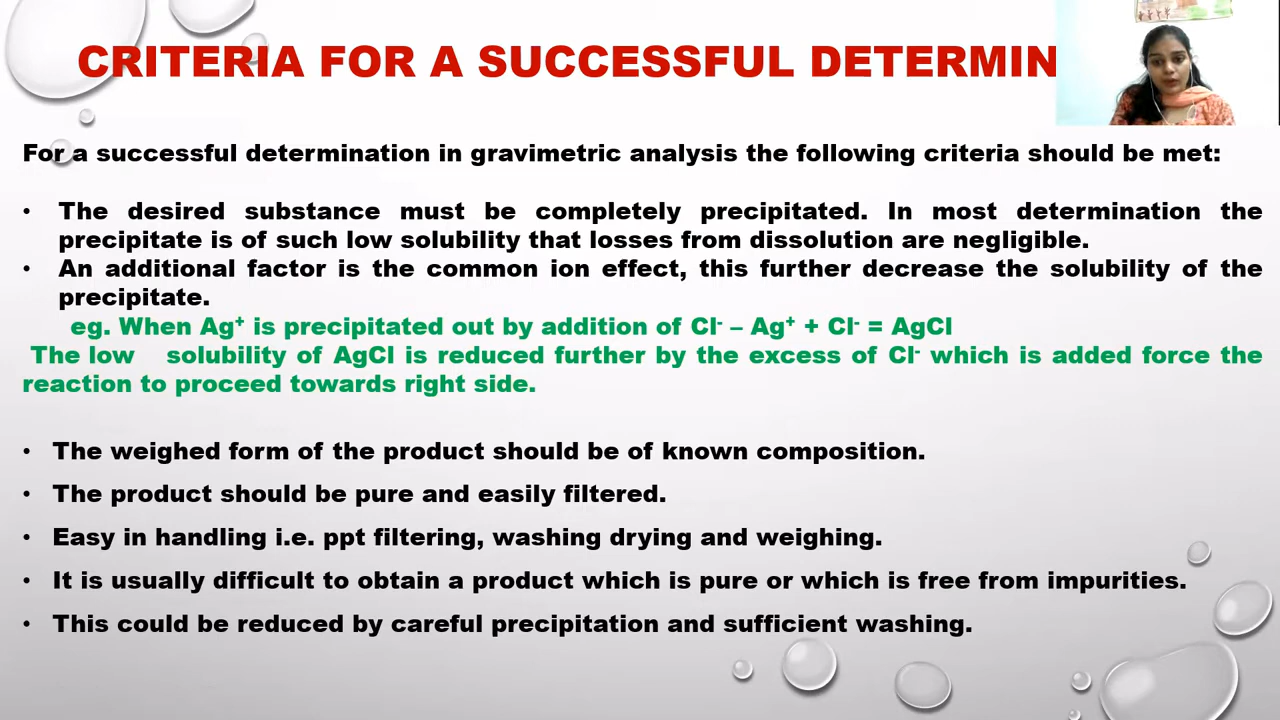 CRITERIA FOR A SUCCESSFUL DETERMIN
For a successful determination in gravimetric analysis the following criteria should be met:
• The desired substance must be completely precipitated. In most determination the
precipitate is of such low solubility that losses from dissolution are negligible.
• An additional factor is the common ion effect, this further decrease the solubility of the
precipitate.
eg. When Ag⁺ is precipitated out by addition of Cl⁻ – Ag⁺ + Cl⁻ = AgCl
The low solubility of AgCl is reduced further by the excess of Cl⁻ which is added force the
reaction to proceed towards right side.
• The weighed form of the product should be of known composition.
• The product should be pure and easily filtered.
• Easy in handling i.e. ppt filtering, washing drying and weighing.
• It is usually difficult to obtain a product which is pure or which is free from impurities.
• This could be reduced by careful precipitation and sufficient washing.